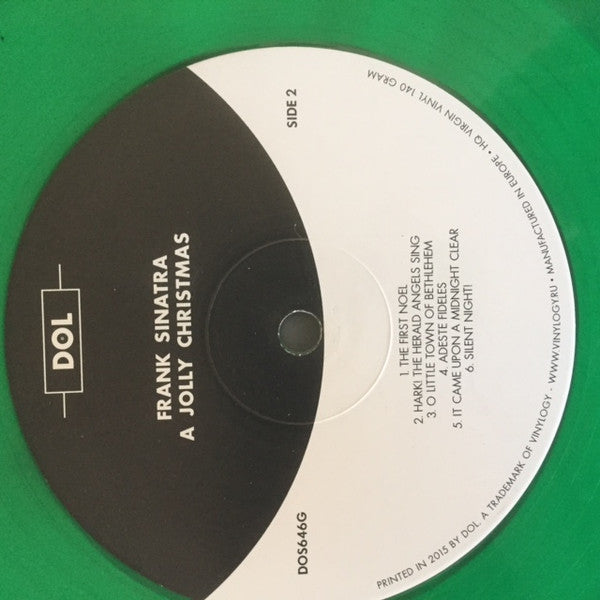 DOL
FRANK SINATRA
A JOLLY CHRISTMAS
DOS646G
SIDE 2
1. THE FIRST NOEL
2. HARK! THE HERALD ANGELS SING
3. O LITTLE TOWN OF BETHLEHEM
4. ADESTE FIDELES
5. IT CAME UPON A MIDNIGHT CLEAR
6. SILENT NIGHT!
PRINTED IN 2015 BY DOL. A TRADEMARK OF VINYLOGY · WWW.VINYLOGY.RU • MANUFACTURED IN EUROPE • HQ VIRGIN VINYL 140 GRAM